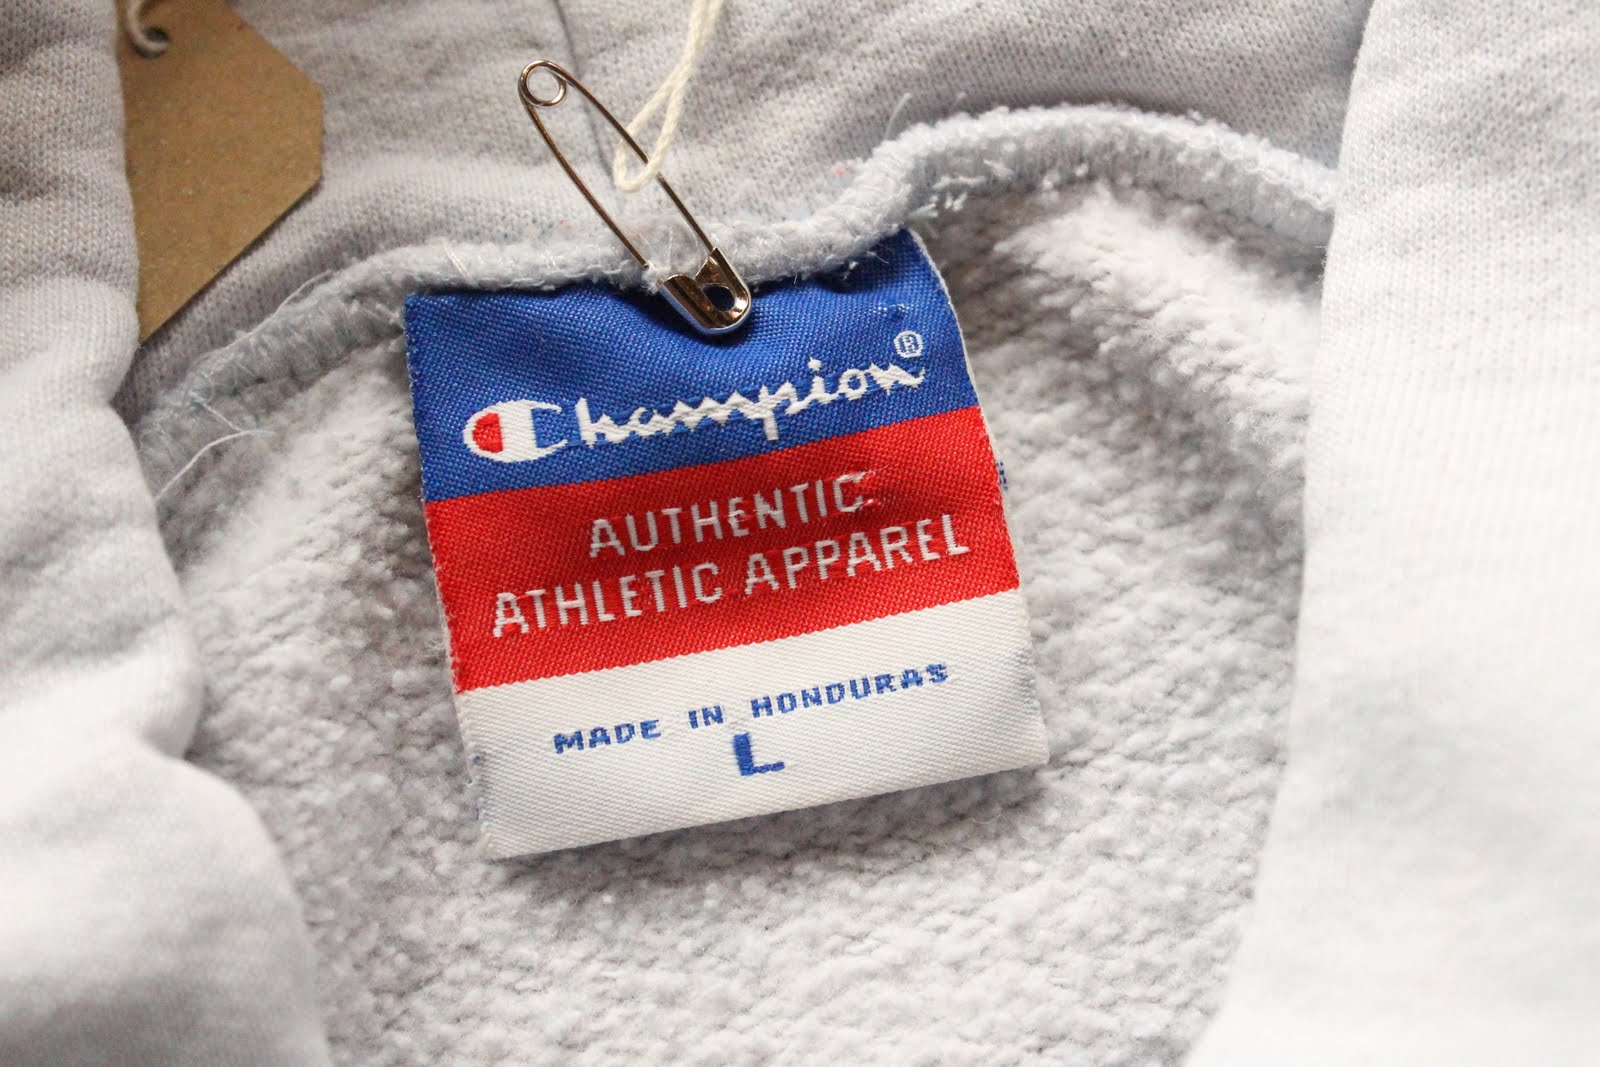 Champion®
AUTHENTIC
ATHLETIC APPAREL
MADE IN HONDURAS
L